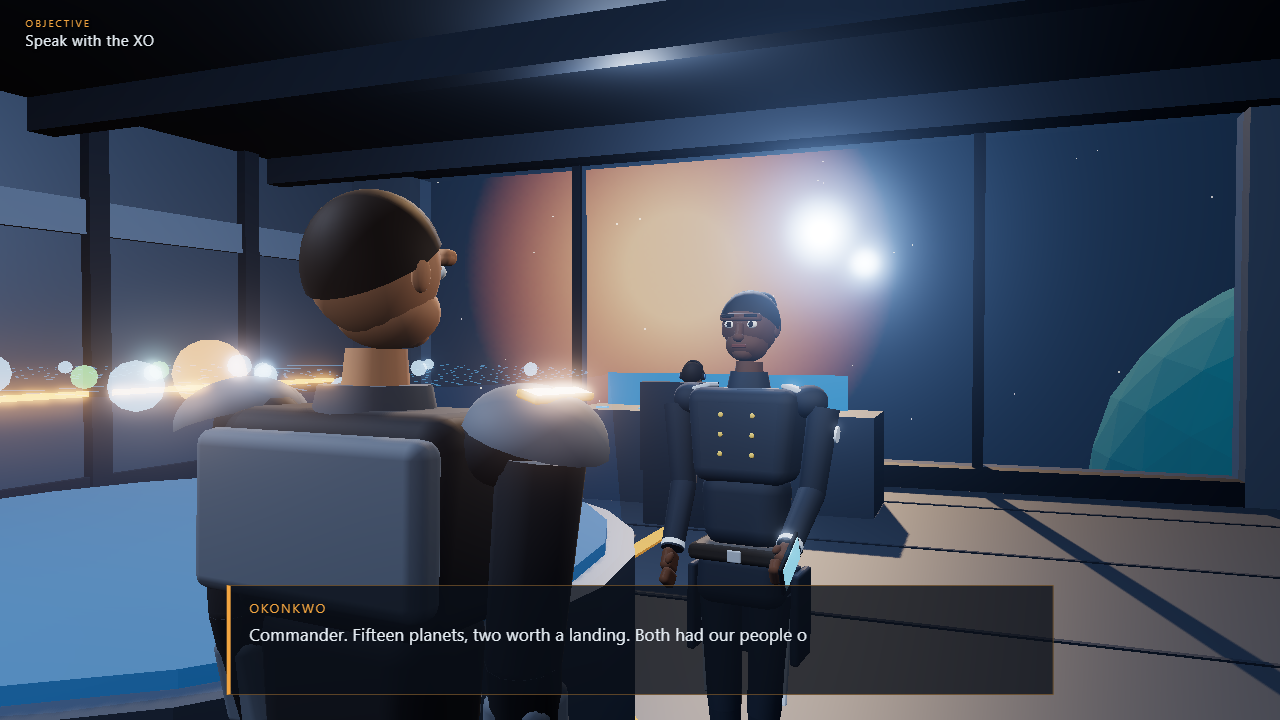 OBJECTIVE
Speak with the XO
OKONKWO
Commander. Fifteen planets, two worth a landing. Both had our people o